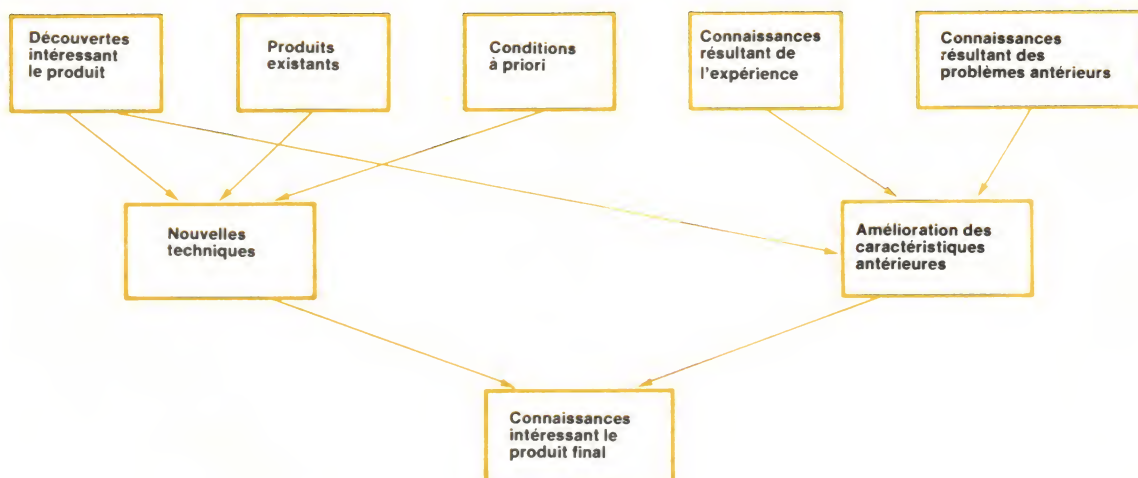 Découvertes
intéressant
le produit
Produits
existants
Conditions
à priori
Connaissances
résultant de
l'expérience
Connaissances
résultant des
problèmes antérieurs
Nouvelles
techniques
Amélioration des
caractéristiques
antérieures
Connaissances
intéressant le
produit final